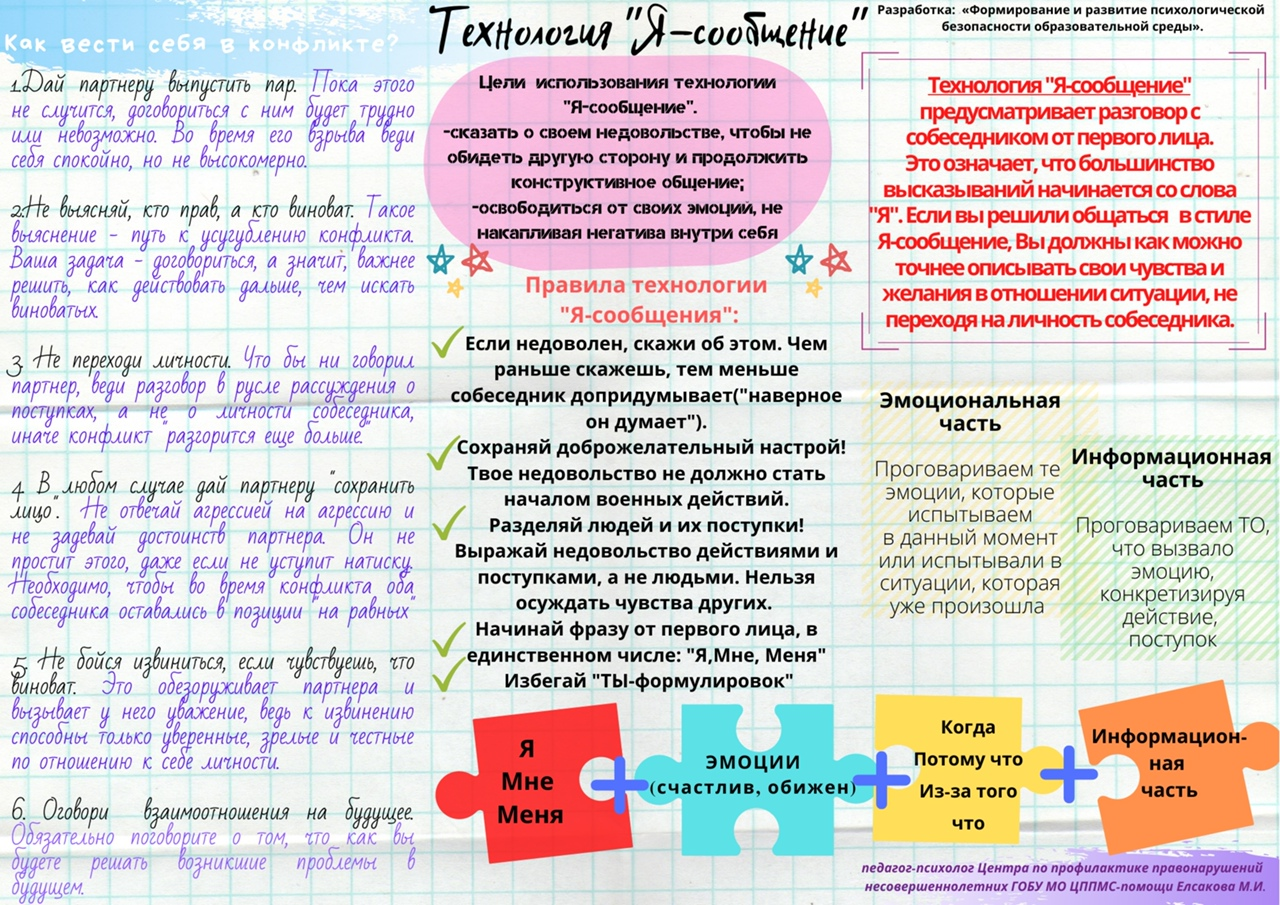 Как вести себя в конфликте?
1.Дай партнеру выпустить пар. Пока этого
не случится, договориться с ним будет трудно
или невозможно. Во время его взрыва веди
себя спокойно, но не высокомерно.
2.Не выясняй, кто прав, а кто виноват. Такое
выяснение - путь к усугублению конфликта.
Ваша задача - договориться, а значит, важнее
решить, как действовать дальше, чем искать
виноватых.
3. Не переходи личности. Что бы ни говорил
партнер, веди разговор в русле рассуждения о
поступках, а не о личности собеседника,
иначе конфликт "разгорится еще больше."
4. В любом случае дай партнеру "сохранить
лицо". Не отвечай агрессией на агрессию и
не задевай достоинств партнера. Он не
простит этого, даже если не уступит натиску.
Необходимо, чтобы во время конфликта оба
собеседника оставались в позиции "на равных"
5. Не бойся извиниться, если чувствуешь, что
виноват. Это обезоруживает партнера и
вызывает у него уважение, ведь к извинению
способны только уверенные, зрелые и честные
по отношению к себе личности.
6. Оговори взаимоотношения на будущее.
Обязательно поговорите о том, что как вы
будете решать возникшие проблемы в
будущем.
Технология "Я-сообщение"
Цели использования технологии
"Я-сообщение".
-сказать о своем недовольстве, чтобы не
обидеть другую сторону и продолжить
конструктивное общение;
-освободиться от своих эмоций, не
накапливая негатива внутри себя
Правила технологии
"Я-сообщения":
Если недоволен, скажи об этом. Чем
раньше скажешь, тем меньше
собеседник допридумывает("наверное
он думает").
Сохраняй доброжелательный настрой!
Твое недовольство не должно стать
началом военных действий.
Разделяй людей и их поступки!
Выражай недовольство действиями и
поступками, а не людьми. Нельзя
осуждать чувства других.
Начинай фразу от первого лица, в
единственном числе: "Я,Мне, Меня"
Избегай "ТЫ-формулировок"
Разработка: «Формирование и развитие психологической
безопасности образовательной среды».
Технология "Я-сообщение"
предусматривает разговор с
собеседником от первого лица.
Это означает, что большинство
высказываний начинается со слова
"Я". Если вы решили общаться в стиле
Я-сообщение, Вы должны как можно
точнее описывать свои чувства и
желания в отношении ситуации, не
переходя на личность собеседника.
Эмоциональная
часть
Проговариваем те
эмоции, которые
испытываем
в данный момент
или испытывали в
ситуации, которая
уже произошла
Информационная
часть
Проговариваем ТО,
что вызвало
эмоцию,
конкретизируя
действие,
поступок
Я
Мне
Меня
+
ЭМОЦИИ
(счастлив, обижен)
+
Когда
Потому что
Из-за того
что
+
Информацион-
ная
часть
педагог-психолог Центра по профилактике правонарушений
несовершеннолетних ГОБУ МО ЦППМС-помощи Елсакова М.И.